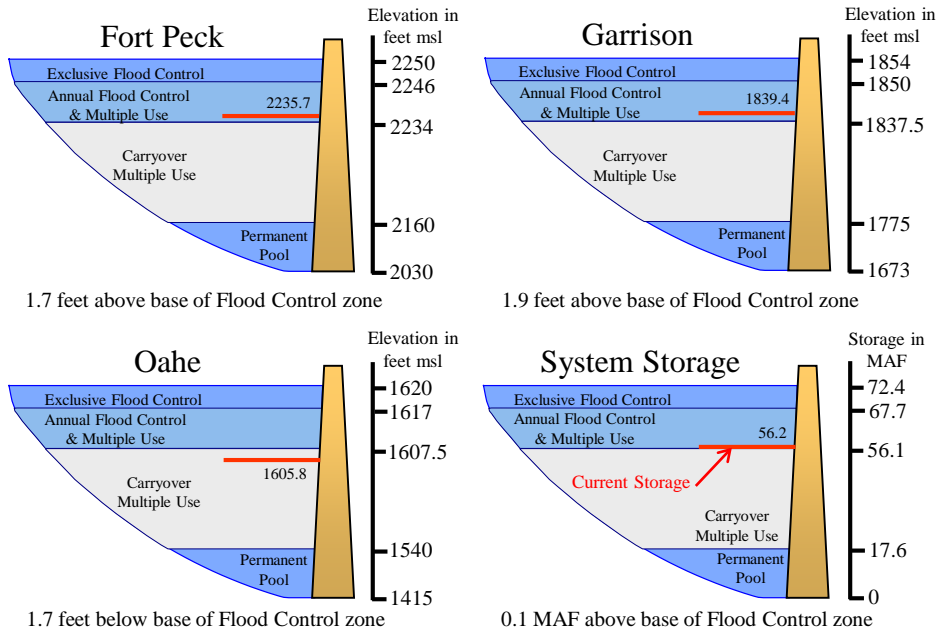 Fort Peck
Elevation in
feet msl
Exclusive Flood Control
Annual Flood Control
& Multiple Use
2235.7
Carryover
Multiple Use
Permanent
Pool
2250
2246
2234
2160
2030
1.7 feet above base of Flood Control zone
Garrison
Elevation in
feet msl
Exclusive Flood Control
Annual Flood Control
& Multiple Use
1839.4
Carryover
Multiple Use
Permanent
Pool
1854
1850
1837.5
1775
1673
1.9 feet above base of Flood Control zone
Oahe
Elevation in
feet msl
Exclusive Flood Control
Annual Flood Control
& Multiple Use
1605.8
Carryover
Multiple Use
Permanent
Pool
1620
1617
1607.5
1540
1415
1.7 feet below base of Flood Control zone
System Storage
Storage in
MAF
Exclusive Flood Control
Annual Flood Control
& Multiple Use
56.2
Current Storage
Carryover
Multiple Use
Permanent
Pool
72.4
67.7
56.1
17.6
0
0.1 MAF above base of Flood Control zone